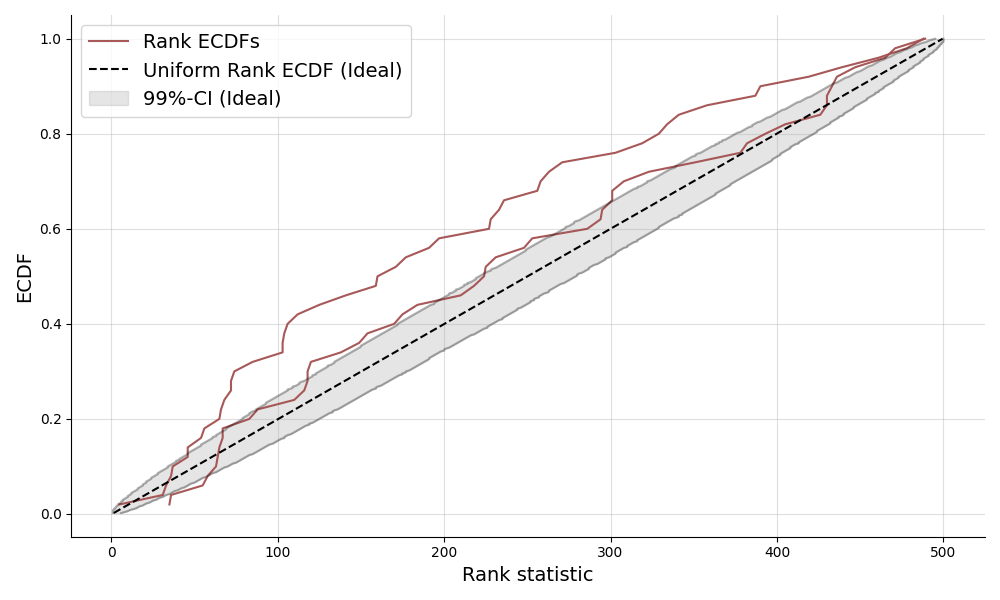 Rank ECDFs
Uniform Rank ECDF (Ideal)
99%-CI (Ideal)
1.0
0.8
0.6
0.4
0.2
0.0
ECDF
0 100 200 300 400 500
Rank statistic